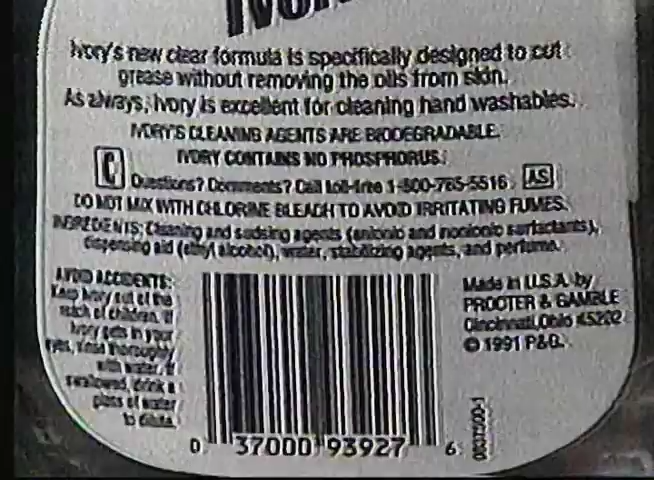 Ivory's new clear formula is specifically designed to cut
grease without removing the oils from skin.
As always, Ivory is excellent for cleaning hand washables.
IVORY'S CLEANING AGENTS ARE BIODEGRADABLE.
IVORY CONTAINS NO PHOSPHORUS.
C
Questions? Comments? Call toll-free 1-800-765-5516
AS
DO NOT MIX WITH CHLORINE BLEACH TO AVOID IRRITATING FUMES.
INGREDIENTS: Cleaning and sudsing agents (anionic and nonionic surfactants),
dispensing aid (ethyl alcohol), water, stabilizing agents, and perfume.
AVOID ACCIDENTS:
Keep Ivory out of the
reach of children. If
Ivory gets in your
eyes, rinse thoroughly
with water. If
swallowed, drink a
glass of water
to dilute.
0 37000 93927 6
Made in U.S.A. by
PROCTER & GAMBLE
Cincinnati, Ohio 45202
© 1991 P&G.